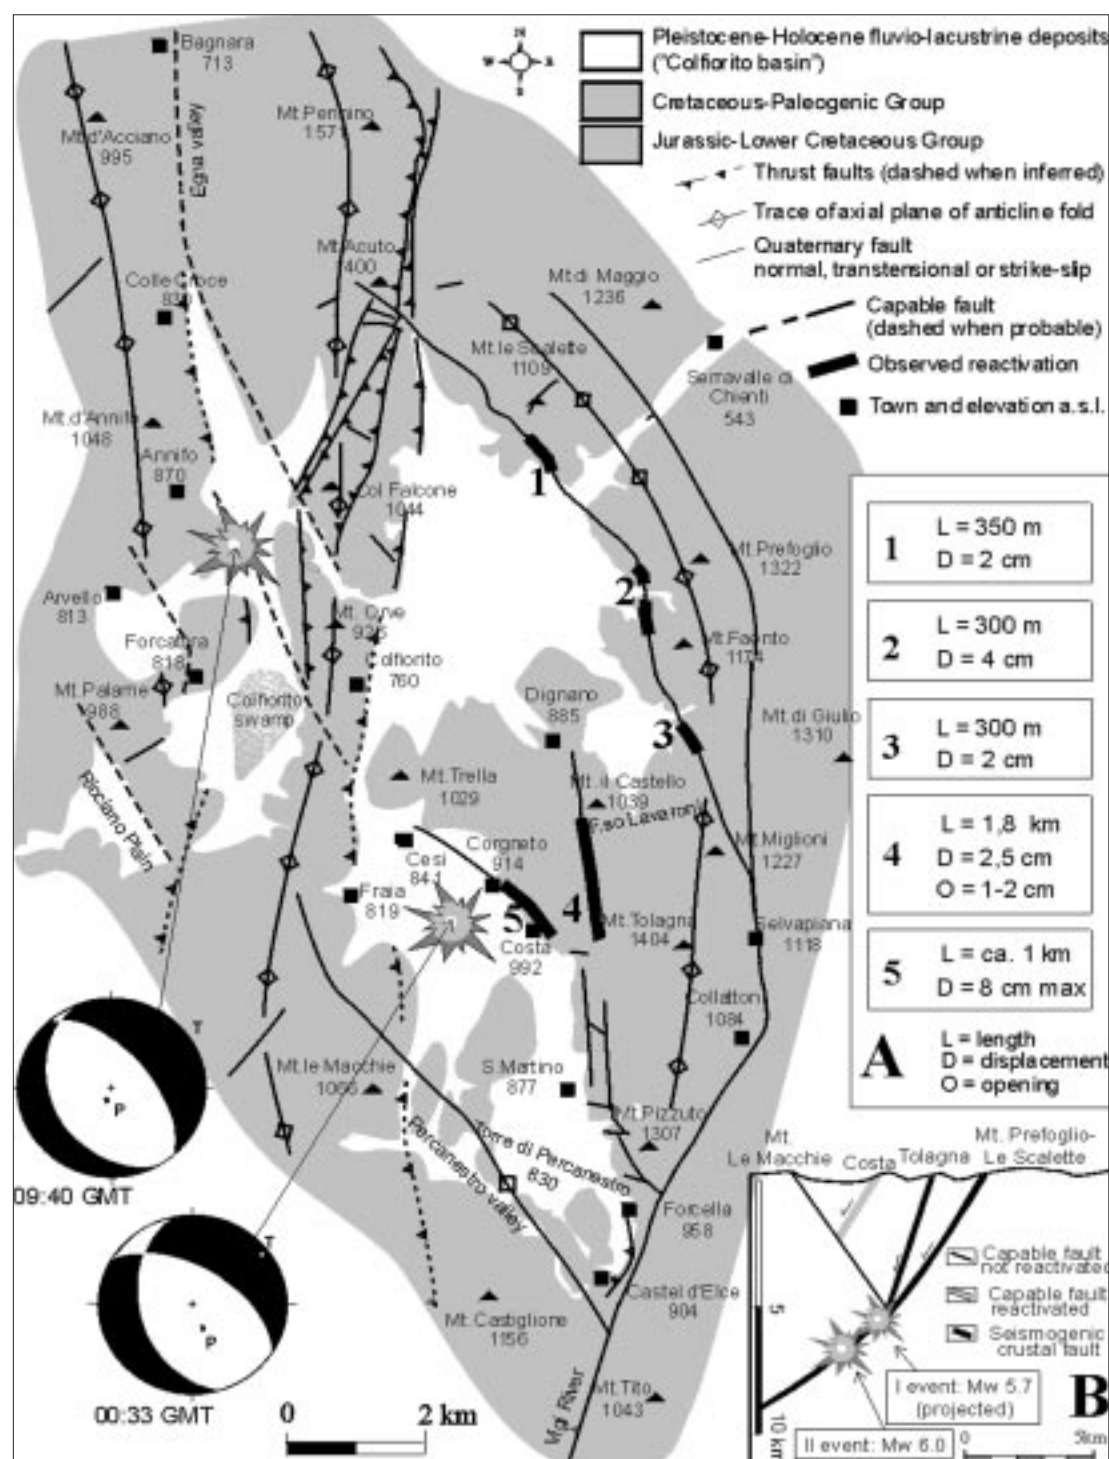 N
W
S
Pleistocene-Holocene fluvio-lacustrine deposits
("Colfiorito basin")
Cretaceous-Paleogenic Group
Jurassic-Lower Cretaceous Group
Thrust faults (dashed when inferred)
Trace of axial plane of anticline fold
Quaternary fault
normal, transtensional or strike-slip
Capable fault
(dashed when probable)
Observed reactivation
Town and elevation a.s.l.
Bagnara
713
Mt.d'Acciano
995
Egna valley
Mt.Pennino
157
Mt.Acuto
400
Colle Croce
Mt.di Maggio
1236
Mt.le Scalette
1109
Serravalle di
Chienti
543
Mt.d'Annifo
1048
Annifo
870
Col Falcone
1044
1
Mt.Prefoglio
1322
2
Arvello
813
Forcatura
818
Mt. Orve
926
Colfiorito
760
Mt.Faento
1174
Mt.Palame
988
Colfiorito
swamp
Dignano
885
3
Mt.di Giulio
1310
Mt.Trella
1029
Mt.il Castello
1039
F.so Lavaroni
Ricciano Plain
Cesi
841
Corgneto
914
Mt.Miglioni
1227
Fraia
819
5
4
Costa
992
Mt.Tolagna
1404
Selvapiana
1118
Collattoni
1084
Mt.le Macchie
1066
S.Martino
877
Mt.Pizzuto
1307
Torre di Percanestro
830
Percanestro valley
Forcella
958
Castel d'Elce
904
Mt.Castiglione
1156
Mt.Tito
1043
River
T
P
09:40 GMT
T
P
00:33 GMT
0 2 km
1
L = 350 m
D = 2 cm
2
L = 300 m
D = 4 cm
3
L = 300 m
D = 2 cm
4
L = 1,8 km
D = 2,5 cm
O = 1-2 cm
5
L = ca. 1 km
D = 8 cm max
A
L = length
D = displacement
O = opening
Mt.
Le Macchie
Costa
Tolagna
Mt. Prefoglio-
Le Scalette
Capable fault
not reactivated
Capable fault
reactivated
Seismogenic
crustal fault
5
10 km
I event: Mw 5.7
(projected)
II event: Mw 6.0
B
0 5km